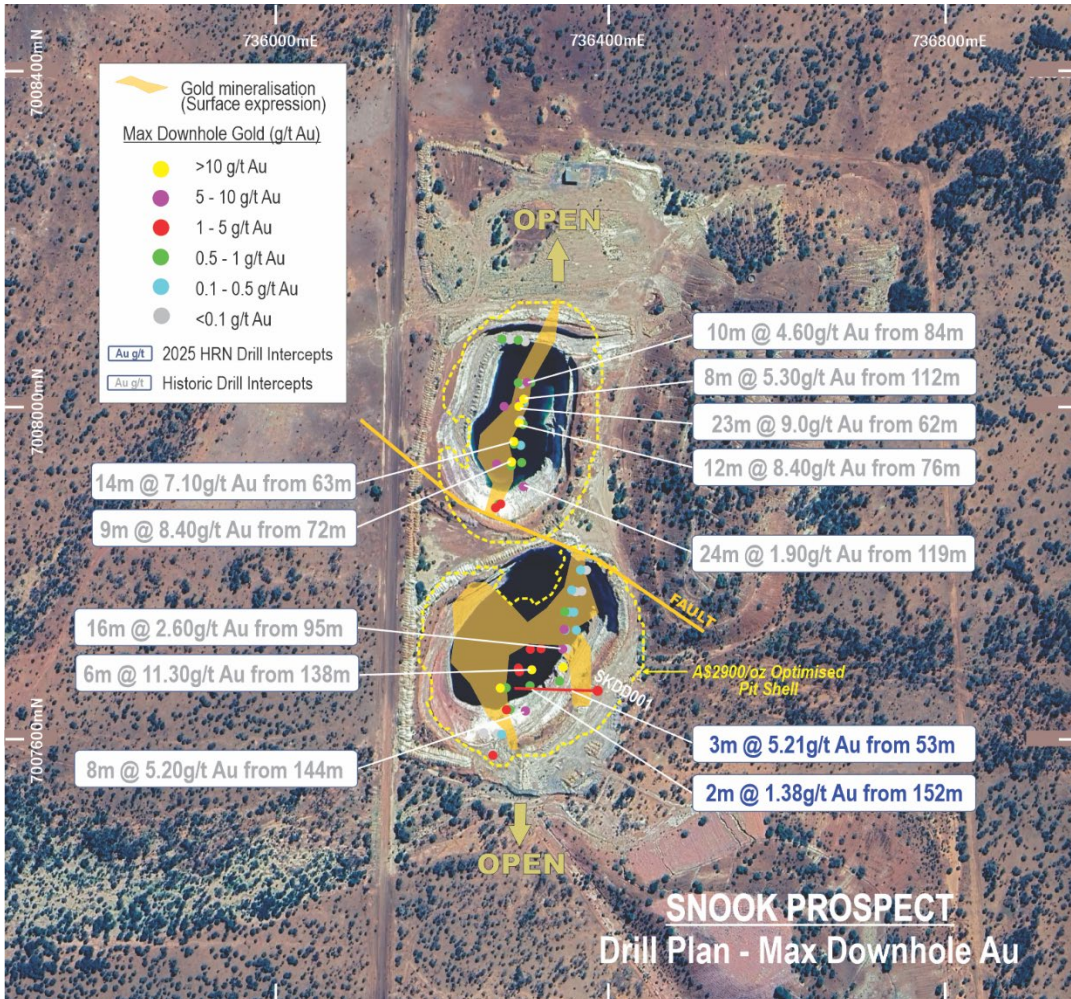 736000mE
736400mE
736800mE
7008400mN
7008000mN
7007600mN
Gold mineralisation
(Surface expression)
Max Downhole Gold (g/t Au)
>10 g/t Au
5 - 10 g/t Au
1 - 5 g/t Au
0.5 - 1 g/t Au
0.1 - 0.5 g/t Au
<0.1 g/t Au
Au g/t 2025 HRN Drill Intercepts
Au g/t Historic Drill Intercepts
OPEN
10m @ 4.60g/t Au from 84m
8m @ 5.30g/t Au from 112m
23m @ 9.0g/t Au from 62m
12m @ 8.40g/t Au from 76m
14m @ 7.10g/t Au from 63m
9m @ 8.40g/t Au from 72m
24m @ 1.90g/t Au from 119m
FAULT
16m @ 2.60g/t Au from 95m
6m @ 11.30g/t Au from 138m
A$2900/oz Optimised
Pit Shell
SKDD001
3m @ 5.21g/t Au from 53m
8m @ 5.20g/t Au from 144m
2m @ 1.38g/t Au from 152m
OPEN
SNOOK PROSPECT
Drill Plan - Max Downhole Au